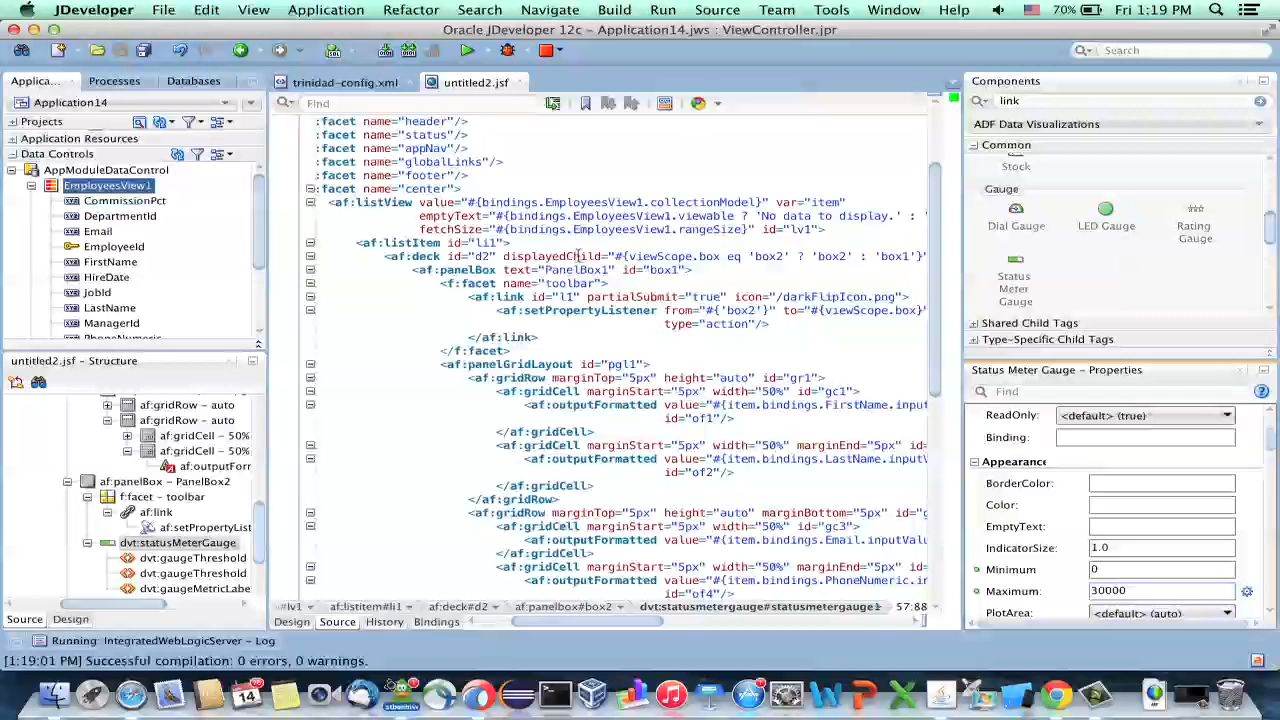 JDeveloper File Edit View Application Refactor Search Navigate Build Run Source Team Tools Window Help 70% Fri 1:19 PM
Oracle JDeveloper 12c - Application14.jws : ViewController.jpr
Search
Applica... Processes Databases
Application14
Projects
Application Resources
Data Controls
AppModuleDataControl
EmployeesView1
CommissionPct
DepartmentId
Email
EmployeeId
FirstName
HireDate
JobId
LastName
ManagerId
PhoneNumeric
untitled2.jsf - Structure
af:gridRow - auto
af:gridRow - auto
af:gridCell - 50%
af:gridCell - 50%
af:outputForr
af:panelBox - PanelBox2
f:facet - toolbar
af:link
af:setPropertyList
dvt:statusMeterGauge
dvt:gaugeThreshold
dvt:gaugeThreshold
dvt:gaugeMetricLabe
Source Design
trinidad-config.xml untitled2.jsf
Find
:facet name="header"/>
:facet name="status"/>
:facet name="appNav"/>
:facet name="globalLinks"/>
:facet name="footer"/>
:facet name="center">
<af:listView value="#{bindings.EmployeesView1.collectionModel}" var="item"
emptyText="#{bindings.EmployeesView1.viewable ? 'No data to display.' : '
fetchSize="#{bindings.EmployeesView1.rangeSize}" id="lv1">
<af:listItem id="li1">
<af:deck id="d2" displayedChild="#{viewScope.box eq 'box2' ? 'box2' : 'box1'}"
<af:panelBox text="PanelBox1" id="box1">
<f:facet name="toolbar">
<af:link id="l1" partialSubmit="true" icon="/darkFlipIcon.png">
<af:setPropertyListener from="#{'box2'}" to="#{viewScope.box}"
type="action"/>
</af:link>
</f:facet>
<af:panelGridLayout id="pgl1">
<af:gridRow marginTop="5px" height="auto" id="gr1">
<af:gridCell marginStart="5px" width="50%" id="gc1">
<af:outputFormatted value="#{item.bindings.FirstName.inpu
id="of1"/>
</af:gridCell>
<af:gridCell marginStart="5px" width="50%" marginEnd="5px" id=
<af:outputFormatted value="#{item.bindings.LastName.inputV
id="of2"/>
</af:gridCell>
</af:gridRow>
<af:gridRow marginTop="5px" height="auto" marginBottom="5px" id="g
<af:gridCell marginStart="5px" width="50%" id="gc3">
<af:outputFormatted value="#{item.bindings.Email.inputValu
</af:gridCell>
<af:gridCell marginStart="5px" width="50%" marginEnd="5px" id=
<af:outputFormatted value="#{item.bindings.PhoneNumeric.in
id="of4"/>
#lv1 af:listitem#li1 af:deck#d2 af:panelbox#box2 dvt:statusmetergauge#statusmetergauge1 57:88
Design Source History Bindings
Components
link
ADF Data Visualizations
Common
Stock
Gauge
Dial Gauge LED Gauge Rating Gauge
Status Meter Gauge
Shared Child Tags
Type-Specific Child Tags
Status Meter Gauge - Properties
Find
ReadOnly: <default> (true)
Binding:
Appearance
BorderColor:
Color:
EmptyText:
IndicatorSize: 1.0
Minimum 0
Maximum: 30000
PlotArea: <default> (auto)
Running: IntegratedWebLogicServer - Log
[1:19:01 PM] Successful compilation: 0 errors, 0 warnings.